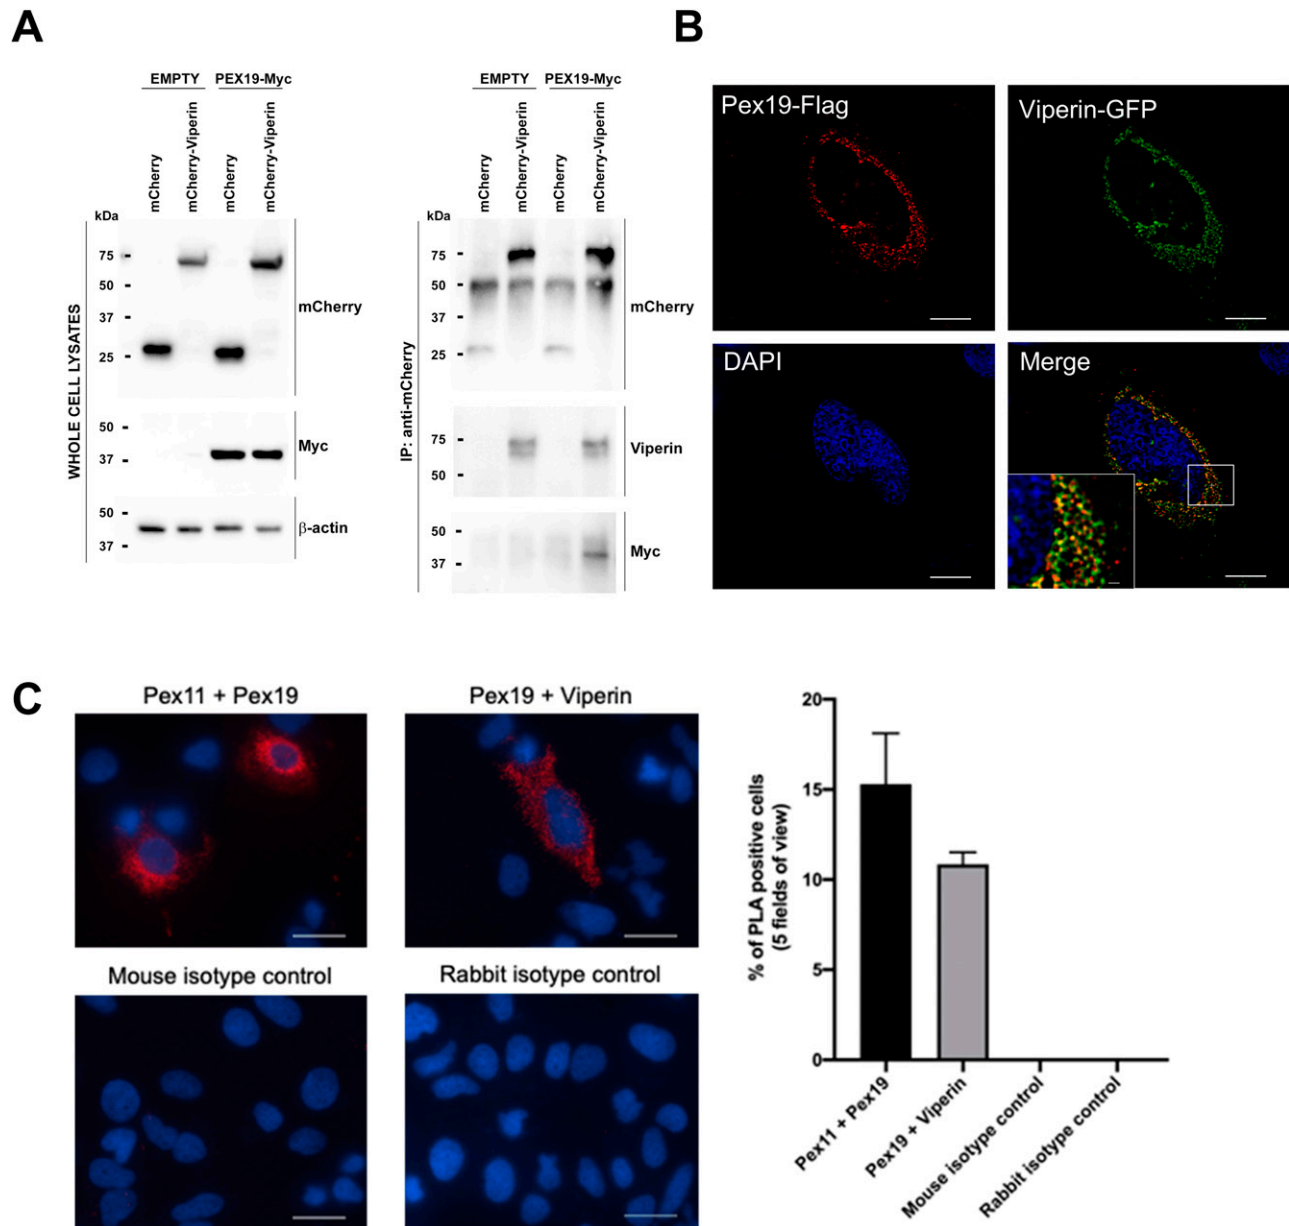 A
EMPTY PEX19-Myc
mCherry
mCherry-Viperin
mCherry
mCherry-Viperin
kDa
75
50
37
25
mCherry
50
37
Myc
50
37
β-actin
WHOLE CELL LYSATES
EMPTY PEX19-Myc
mCherry
mCherry-Viperin
mCherry
mCherry-Viperin
kDa
75
50
37
25
mCherry
75
50
Viperin
50
37
Myc
IP: anti-mCherry
B
Pex19-Flag
Viperin-GFP
DAPI
Merge
C
Pex11 + Pex19
Pex19 + Viperin
Mouse isotype control
Rabbit isotype control
% of PLA positive cells
(5 fields of view)
20
15
10
5
0
Pex11 + Pex19
Pex19 + Viperin
Mouse isotype control
Rabbit isotype control